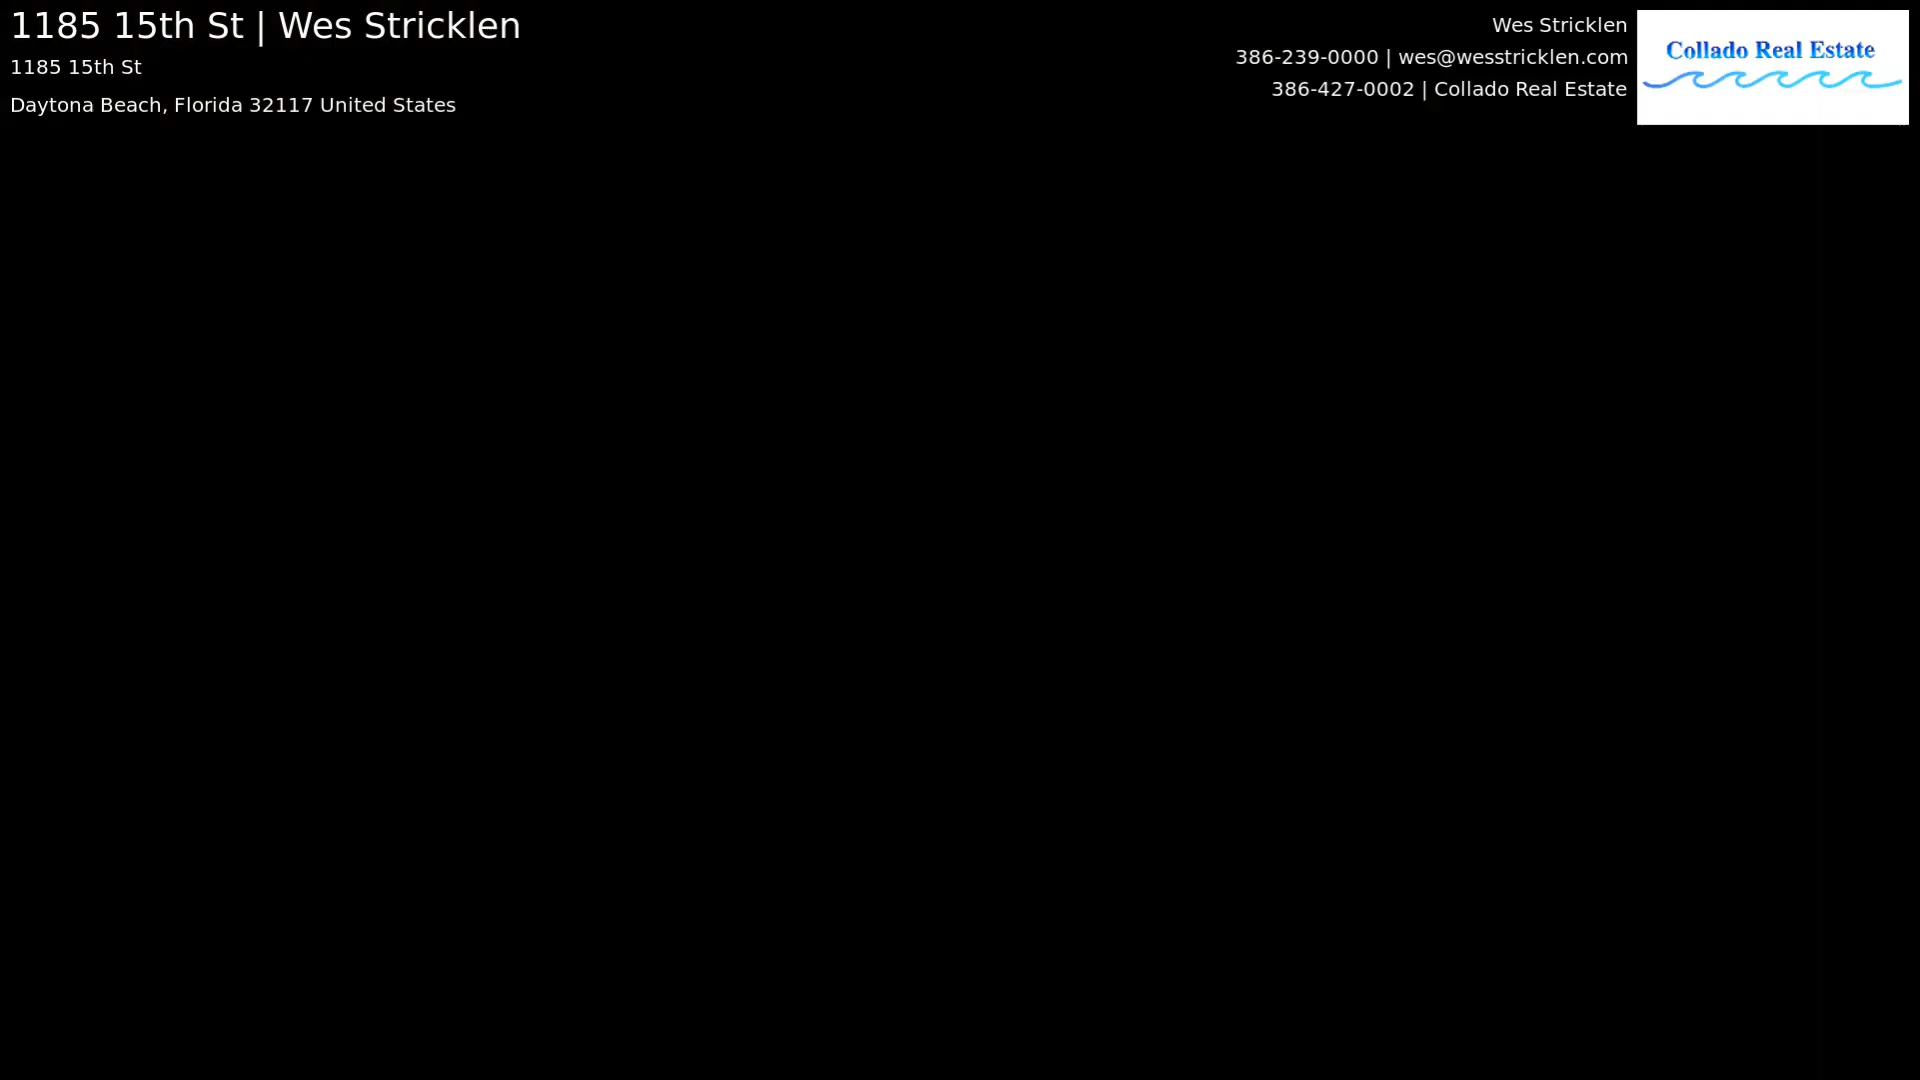 1185 15th St | Wes Stricklen
1185 15th St
Daytona Beach, Florida 32117 United States
Wes Stricklen
386-239-0000 | wes@wesstricklen.com
386-427-0002 | Collado Real Estate
Collado Real Estate